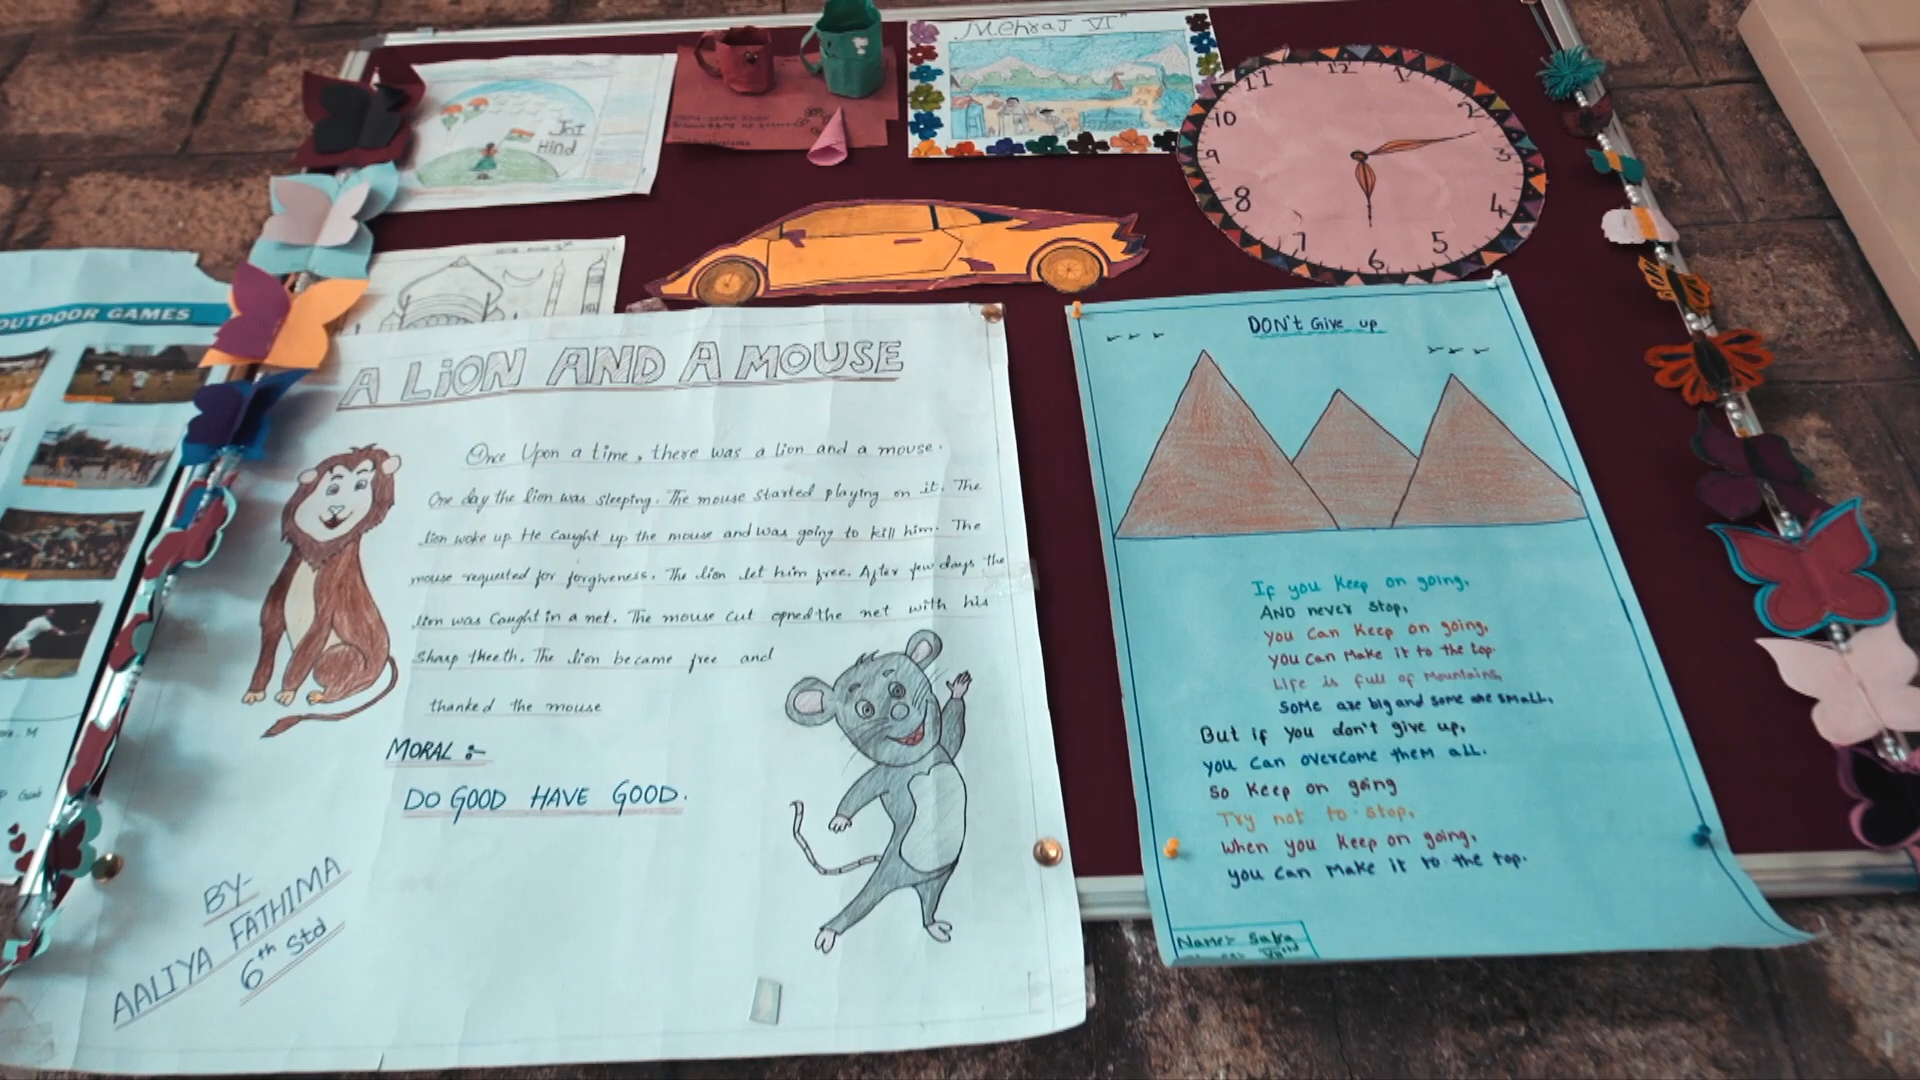 Jai
Hind
Mehraj VI"
11 12 1
10 2
9 3
8 4
7 6 5
OUTDOOR GAMES
A LiON AND A MOUSE
Once Upon a time, there was a lion and a mouse.
One day the lion was sleeping. The mouse started playing on it. The
lion woke up. He caught up the mouse and was going to kill him. The
mouse requested for forgiveness. The lion let him free. After few days the
lion was Caught in a net. The mouse cut opned the net with his
sharp theeth. The lion became free and
thanked the mouse
MORAL :-
DO GOOD HAVE GOOD.
BY-
AALIYA FATHIMA
6th Std
DON't Give up
If you keep on going,
AND never stop,
you can keep on going,
you can make it to the top.
Life is full of Mountains,
SoMe are big and some are small,
But if you don't give up,
you can overcome them all.
So keep on going
Try not to stop,
When you keep on going,
you can make it to the top.
Name:- Saba